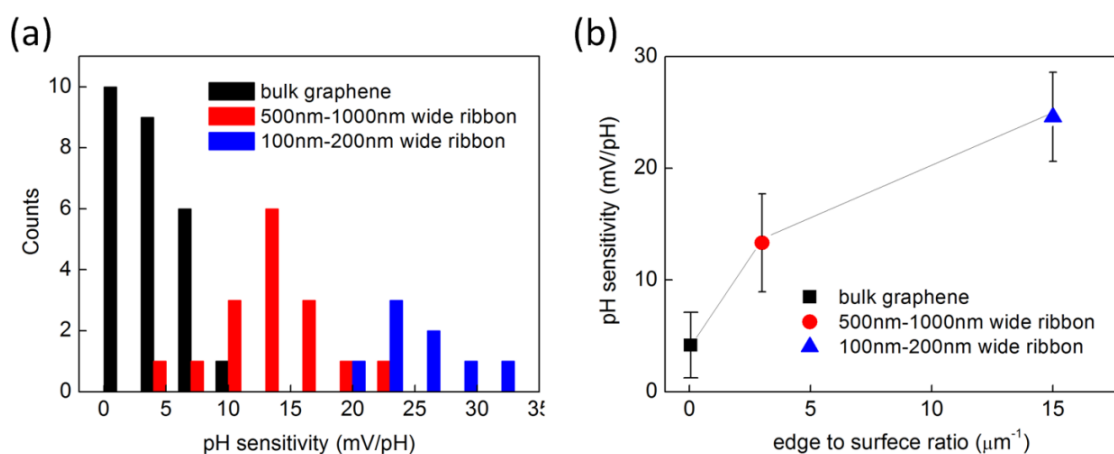 (a)
Counts
10
8
6
4
2
0
bulk graphene
500nm-1000nm wide ribbon
100nm-200nm wide ribbon
0 5 10 15 20 25 30 35
pH sensitivity (mV/pH)
(b)
pH sensitivity (mV/pH)
30
20
10
0
bulk graphene
500nm-1000nm wide ribbon
100nm-200nm wide ribbon
0 5 10 15
edge to surfece ratio (μm⁻¹)